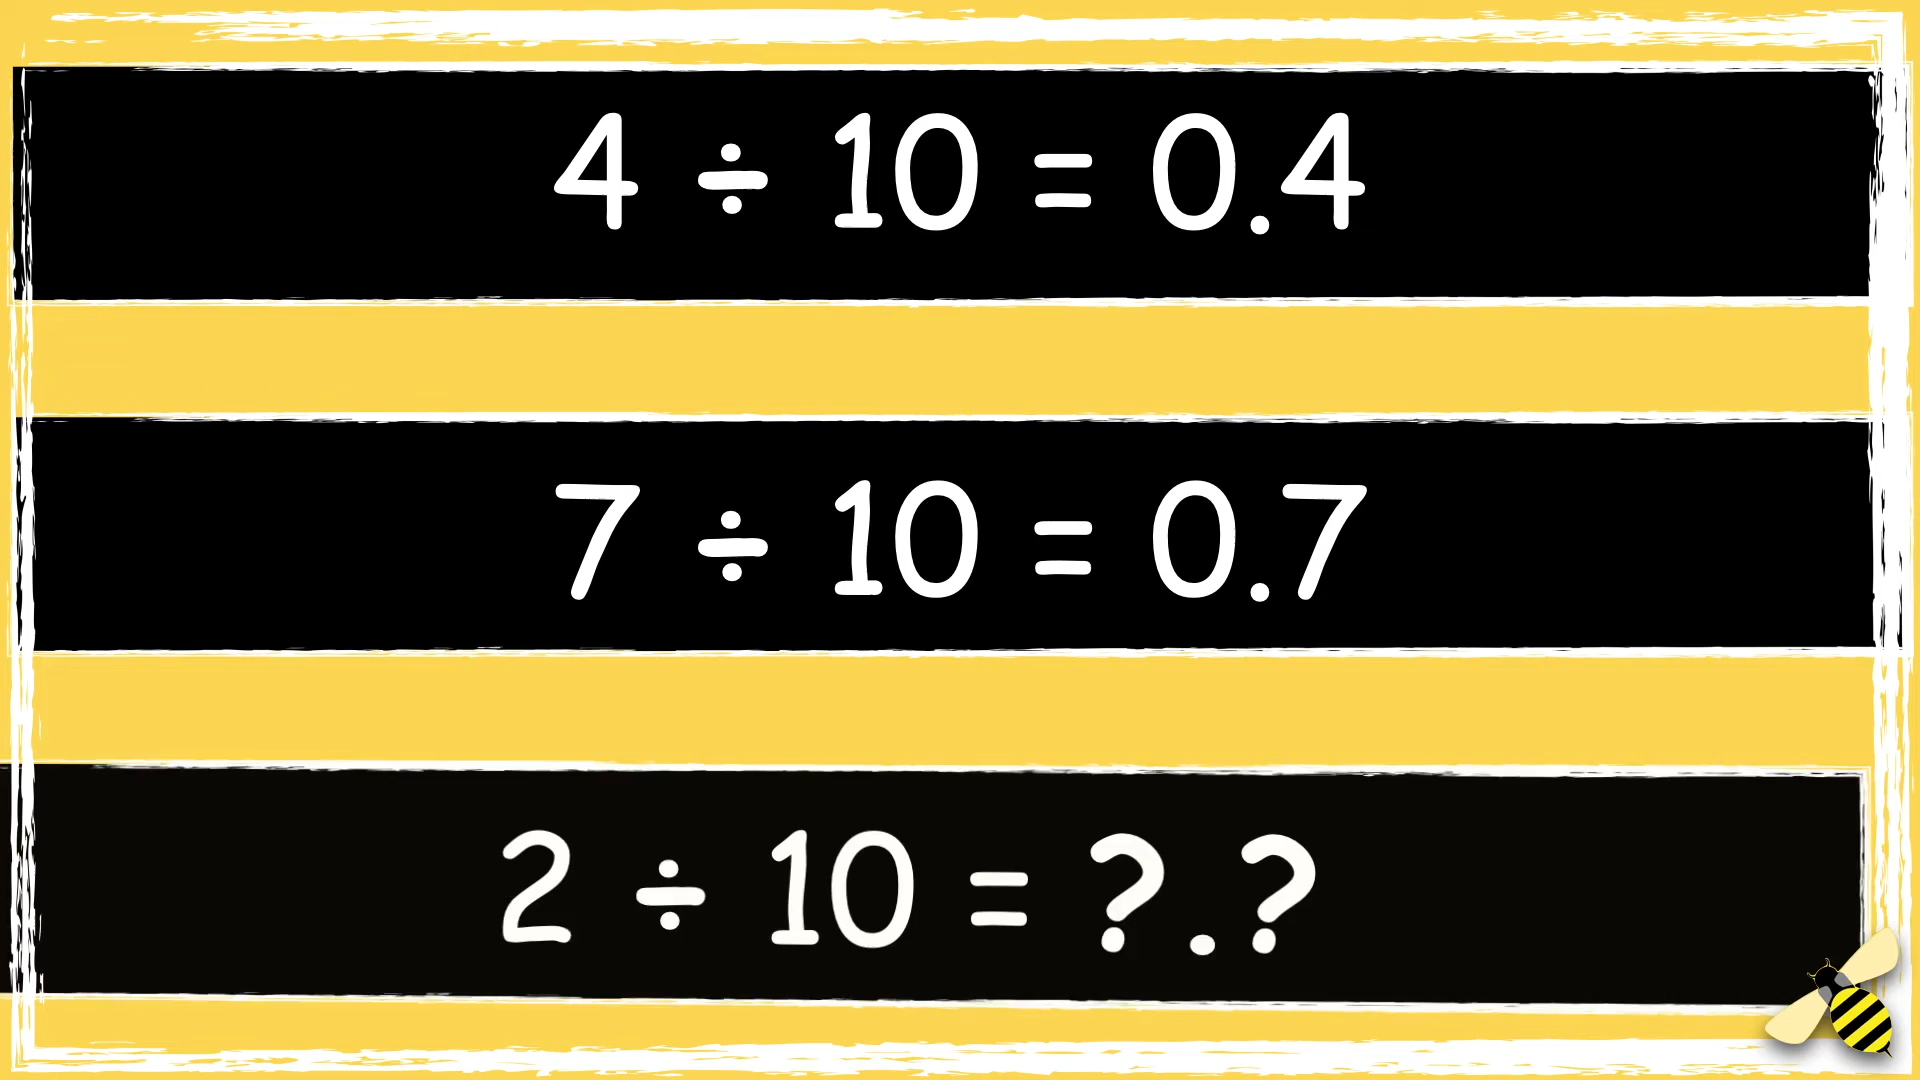 4 ÷ 10 = 0.4
7 ÷ 10 = 0.7
2 ÷ 10 = ?.?